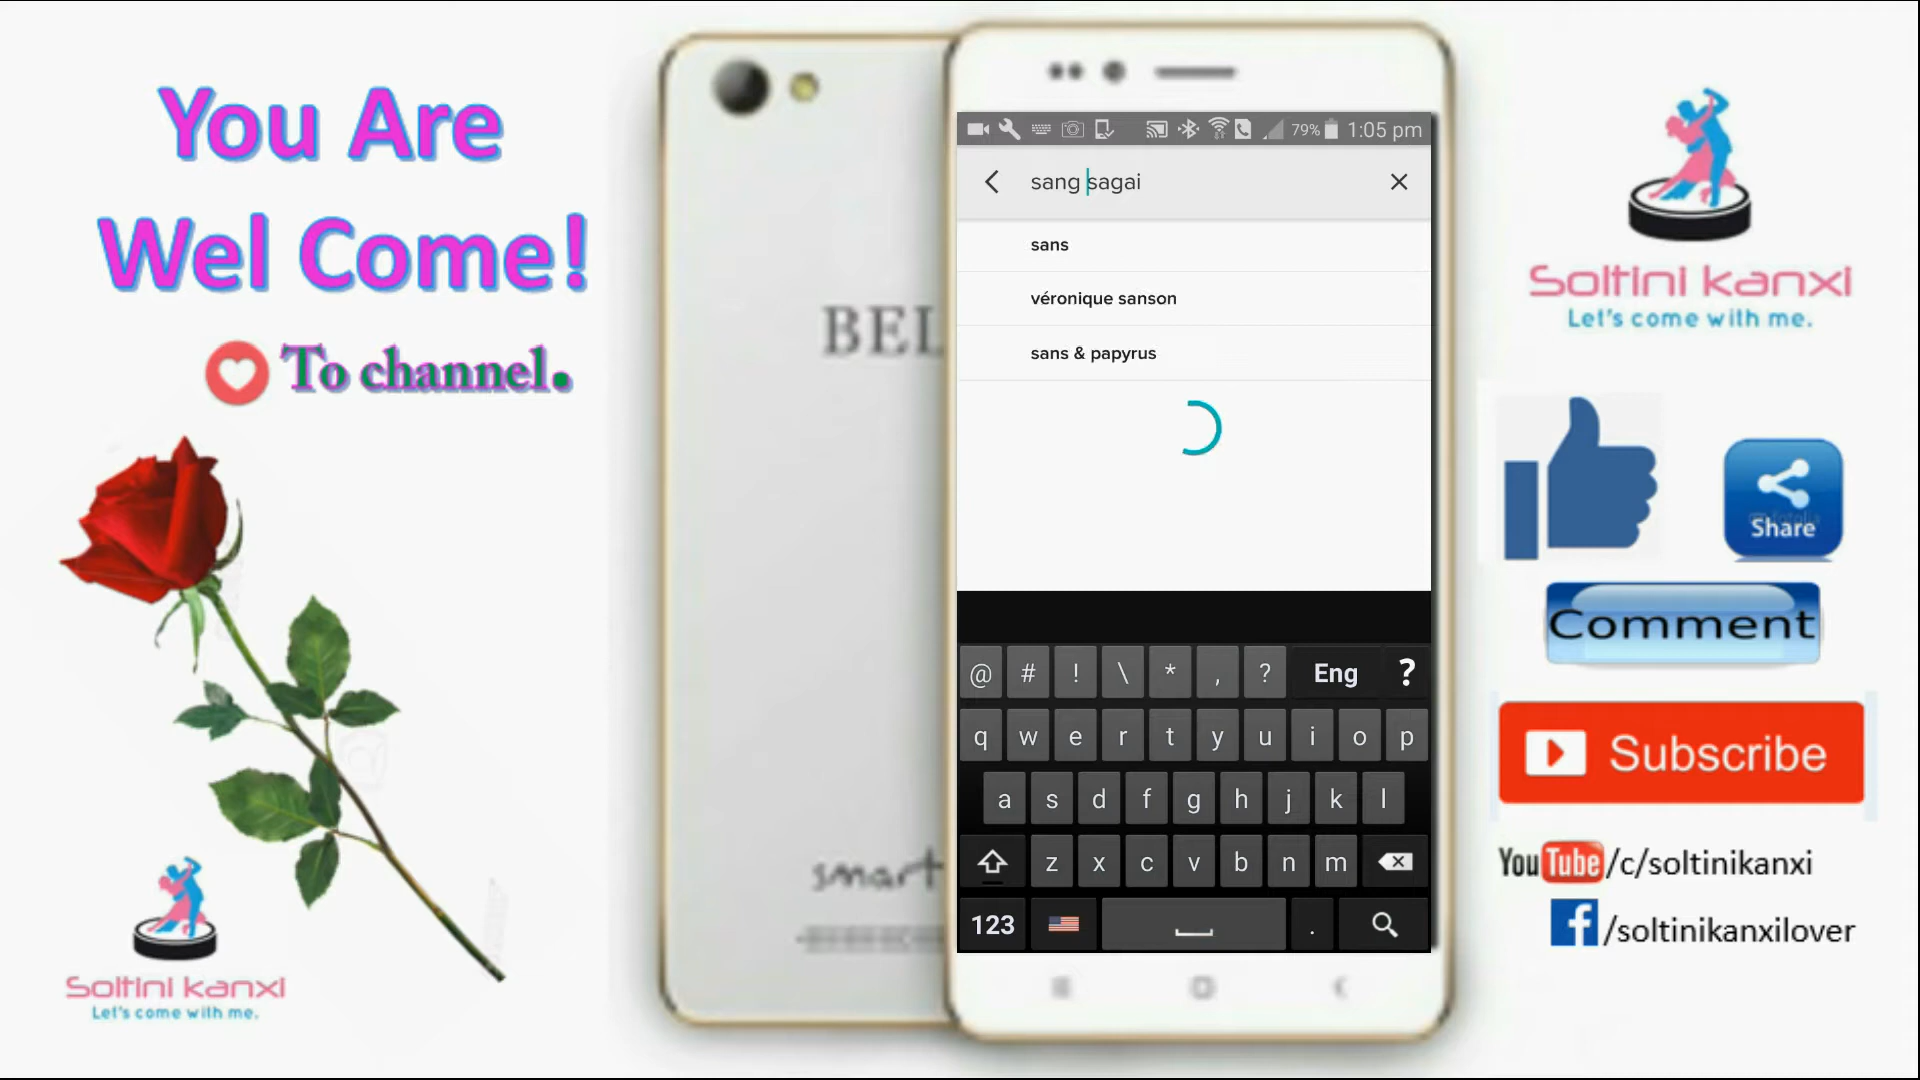 You Are
Wel Come!
To channel.
Soltini kanxi
Let's come with me.
BEL
smart
79% 1:05 pm
sang sagai
sans
véronique sanson
sans & papyrus
@ # ! \ * , ? Eng ?
q w e r t y u i o p
a s d f g h j k l
z x c v b n m
123 .
Soltini kanxi
Let's come with me.
Share
Comment
Subscribe
YouTube/c/soltinikanxi
f/soltinikanxilover